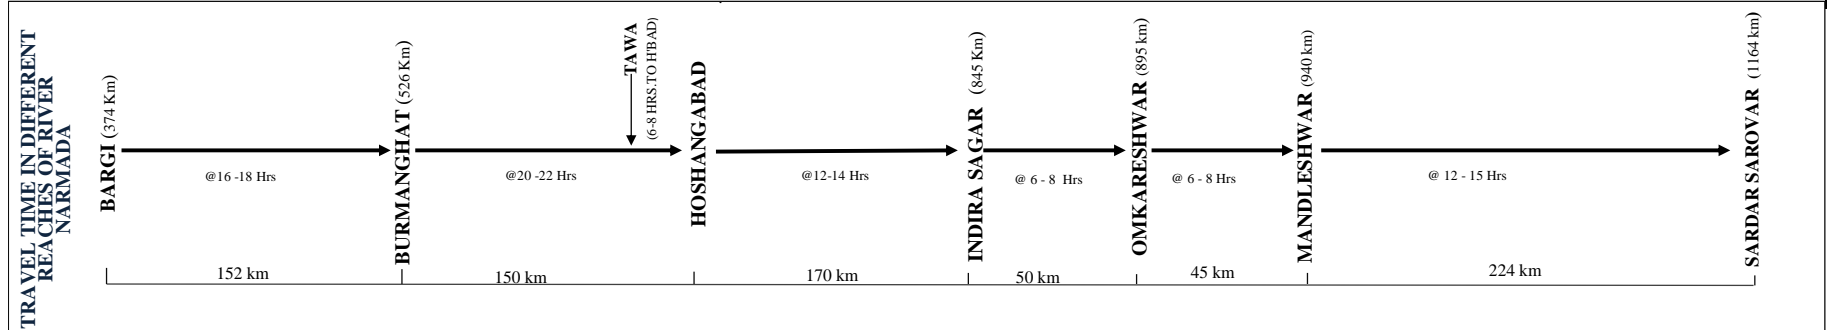 TRAVEL TIME IN DIFFERENT
REACHES OF RIVER
NARMADA
BARGI (374 Km)
@16 -18 Hrs
BURMANGHAT (526 Km)
@20 -22 Hrs
TAWA
(6-8 HRS.TO H'BAD)
HOSHANGABAD
@12-14 Hrs
INDIRA SAGAR (845 Km)
@ 6 - 8 Hrs
OMKARESHWAR (895 km)
@ 6 - 8 Hrs
MANDLESHWAR (940 km)
@ 12 - 15 Hrs
SARDAR SAROVAR (1164 km)
152 km
150 km
170 km
50 km
45 km
224 km